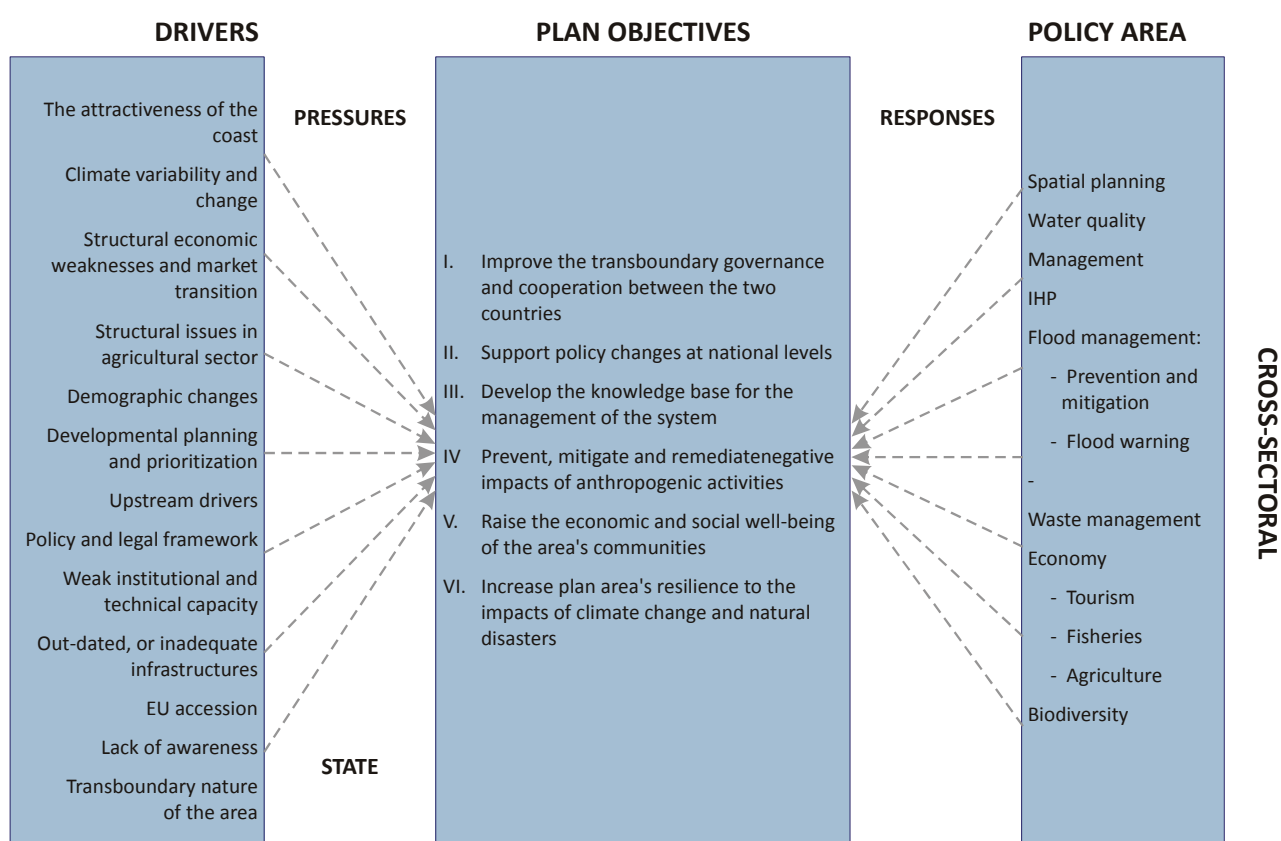 DRIVERS
PLAN OBJECTIVES
POLICY AREA
The attractiveness of the
coast
Climate variability and
change
Structural economic
weaknesses and market
transition
Structural issues in
agricultural sector
Demographic changes
Developmental planning
and prioritization
Upstream drivers
Policy and legal framework
Weak institutional and
technical capacity
Out-dated, or inadequate
infrastructures
EU accession
Lack of awareness
Transboundary nature
of the area
PRESSURES
STATE
I. Improve the transboundary governance
and cooperation between the two
countries
II. Support policy changes at national levels
III. Develop the knowledge base for the
management of the system
IV Prevent, mitigate and remediatenegative
impacts of anthropogenic activities
V. Raise the economic and social well-being
of the area's communities
VI. Increase plan area's resilience to the
impacts of climate change and natural
disasters
RESPONSES
Spatial planning
Water quality
Management
IHP
Flood management:
- Prevention and
mitigation
- Flood warning
-
Waste management
Economy
- Tourism
- Fisheries
- Agriculture
Biodiversity
CROSS-SECTORAL